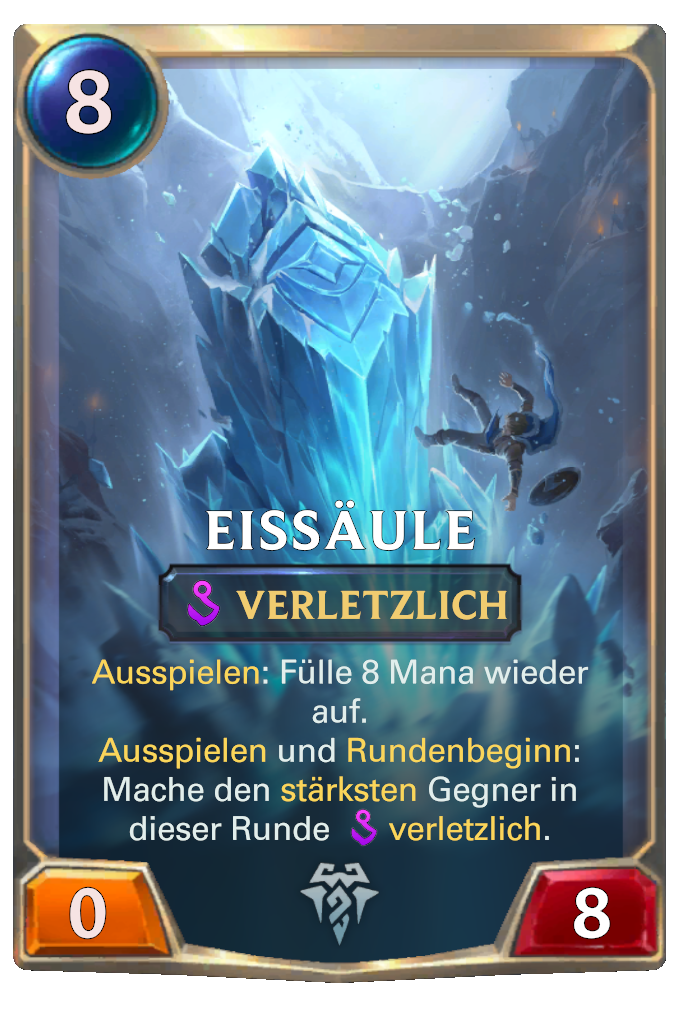 8
EISSÄULE
VERLETZLICH
Ausspielen: Fülle 8 Mana wieder
auf.
Ausspielen und Rundenbeginn:
Mache den stärksten Gegner in
dieser Runde verletzlich.
0
8